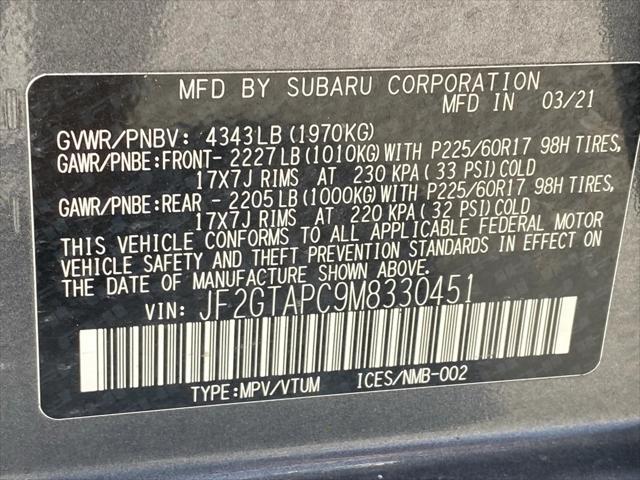 MFD BY SUBARU CORPORATION
MFD IN 03/21
GVWR/PNBV: 4343LB (1970KG)
GAWR/PNBE:FRONT- 2227LB (1010KG) WITH P225/60R17 98H TIRES,
17X7J RIMS AT 230 KPA ( 33 PSI) COLD
GAWR/PNBE:REAR - 2205LB (1000KG) WITH P225/60R17 98H TIRES,
17X7J RIMS AT 220 KPA ( 32 PSI) COLD
THIS VEHICLE CONFORMS TO ALL APPLICABLE FEDERAL MOTOR
VEHICLE SAFETY AND THEFT PREVENTION STANDARDS IN EFFECT ON
THE DATE OF MANUFACTURE SHOWN ABOVE.
VIN: JF2GTAPC9M8330451
TYPE:MPV/VTUM ICES/NMB-002